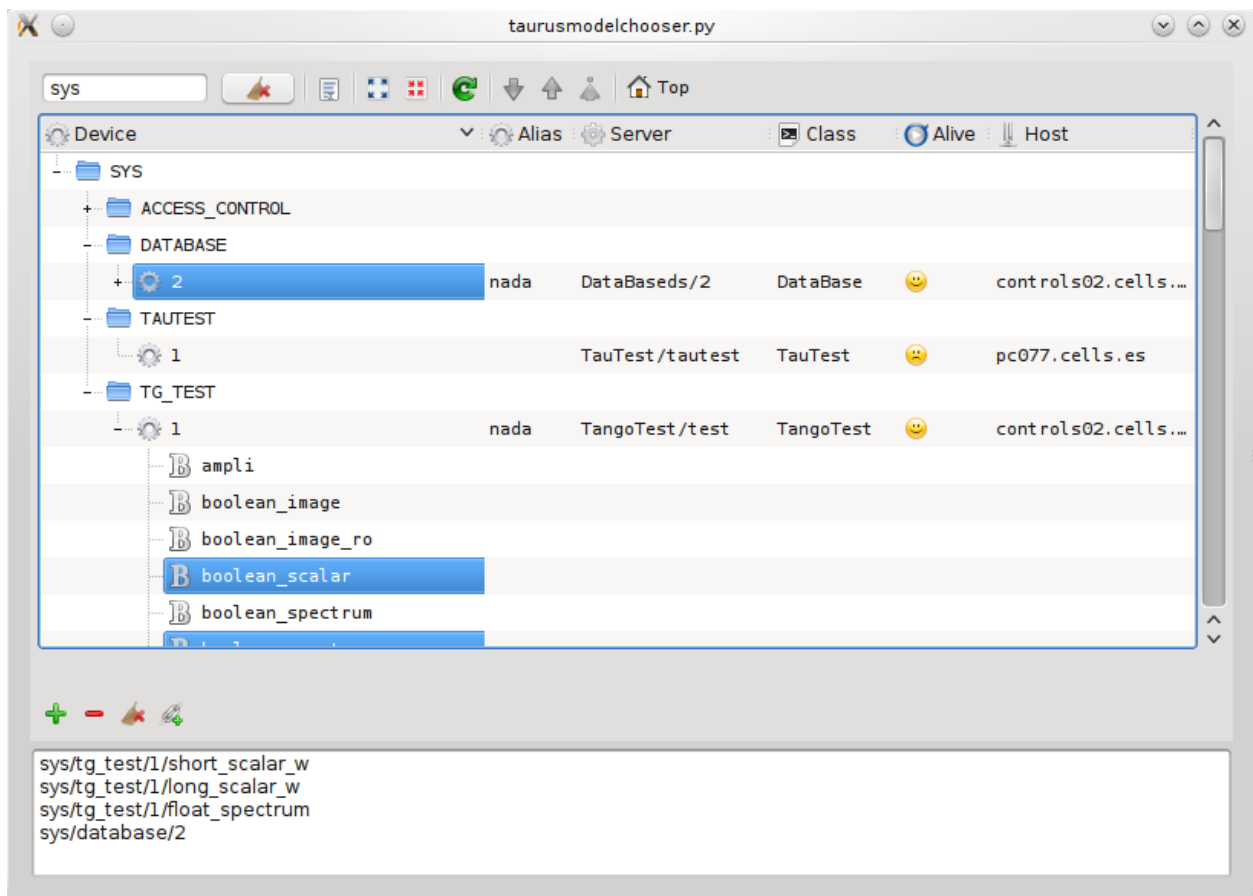 taurusmodelchooser.py
sys Top
Device Alias Server Class Alive Host
SYS
ACCESS_CONTROL
DATABASE
2 nada DataBaseds/2 DataBase controls02.cells.…
TAUTEST
1 TauTest/tautest TauTest pc077.cells.es
TG_TEST
1 nada TangoTest/test TangoTest controls02.cells.…
ampli
boolean_image
boolean_image_ro
boolean_scalar
boolean_spectrum
sys/tg_test/1/short_scalar_w
sys/tg_test/1/long_scalar_w
sys/tg_test/1/float_spectrum
sys/database/2